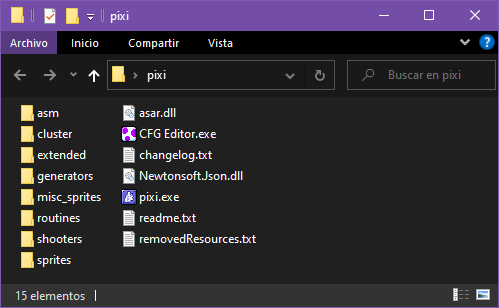 pixi
Archivo Inicio Compartir Vista
pixi Buscar en pixi
asm
cluster
extended
generators
misc_sprites
routines
shooters
sprites
asar.dll
CFG Editor.exe
changelog.txt
Newtonsoft.Json.dll
pixi.exe
readme.txt
removedResources.txt
15 elementos